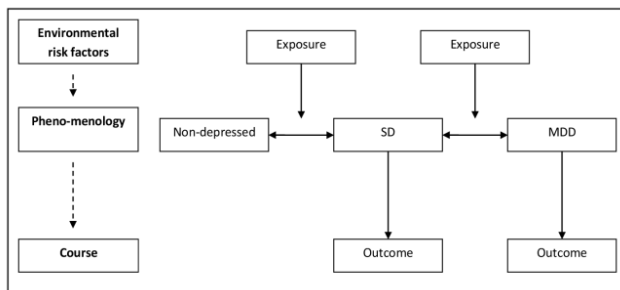 Environmental
risk factors
Exposure
Exposure
Pheno-menology
Non-depressed
SD
MDD
Course
Outcome
Outcome